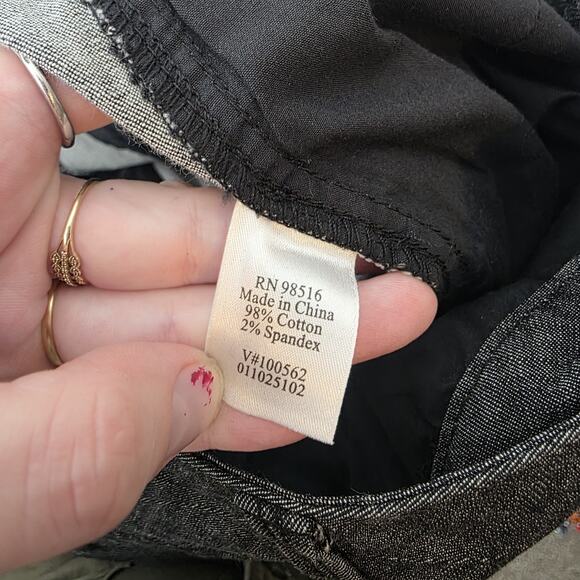 RN 98516
Made in China
98% Cotton
2% Spandex
V#100562
011025102